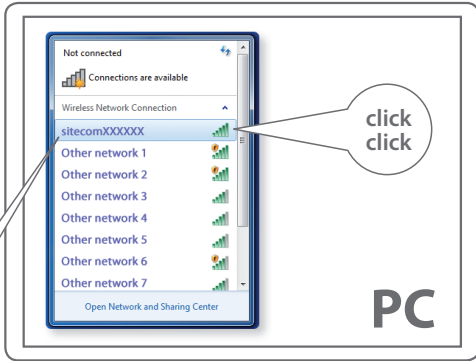 Not connected
Connections are available
Wireless Network Connection
sitecomXXXXXX
Other network 1
Other network 2
Other network 3
Other network 4
Other network 5
Other network 6
Other network 7
Open Network and Sharing Center
click
click
PC